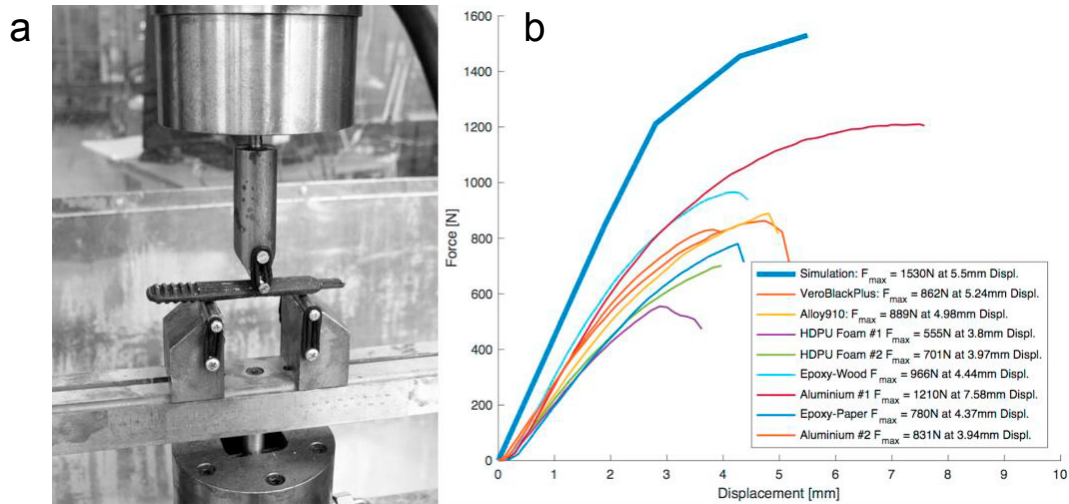 a
b
1600
1400
1200
1000
800
600
400
200
0
Force [N]
Simulation: Fmax = 1530N at 5.5mm Displ.
VeroBlackPlus: Fmax = 862N at 5.24mm Displ.
Alloy910: Fmax = 889N at 4.98mm Displ.
HDPU Foam #1 Fmax = 555N at 3.8mm Displ.
HDPU Foam #2 Fmax = 701N at 3.97mm Displ.
Epoxy-Wood Fmax = 966N at 4.44mm Displ.
Aluminium #1 Fmax = 1210N at 7.58mm Displ.
Epoxy-Paper Fmax = 780N at 4.37mm Displ.
Aluminium #2 Fmax = 831N at 3.94mm Displ.
0 1 2 3 4 5 6 7 8 9 10
Displacement [mm]